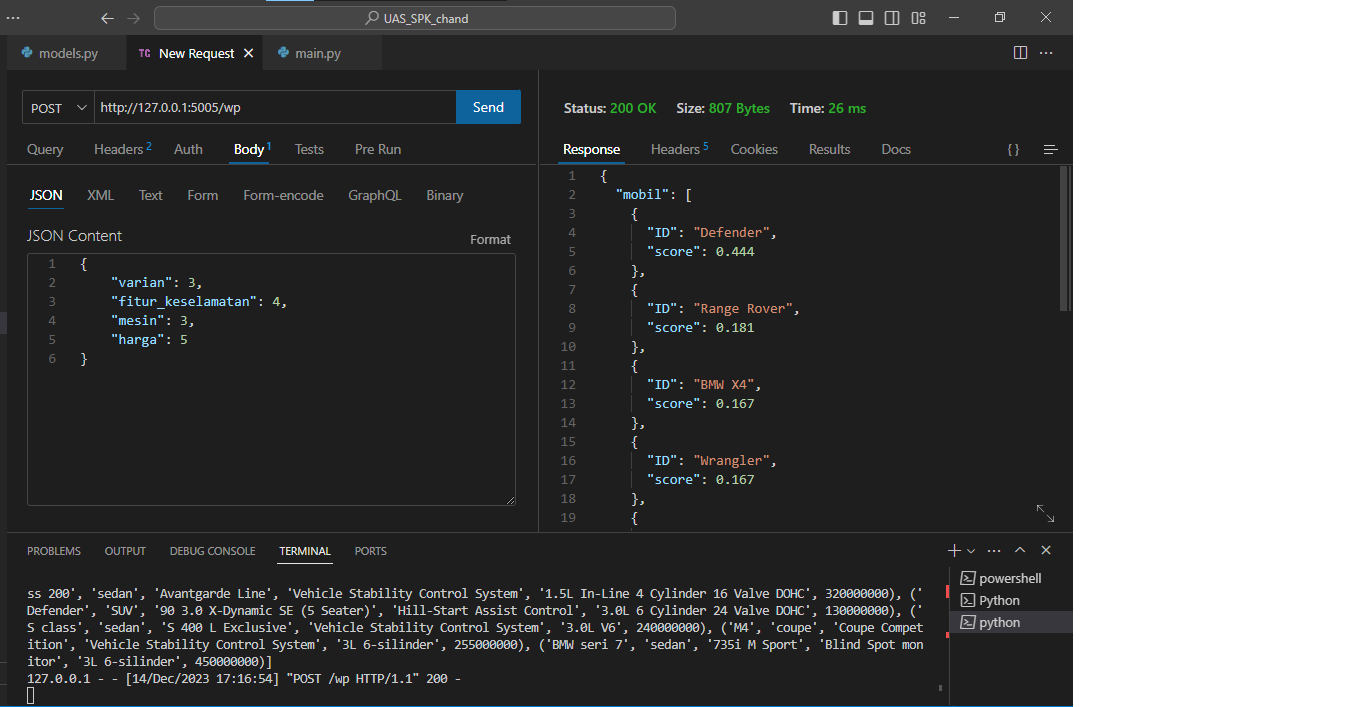 UAS_SPK_chand
models.py
TC New Request
main.py
POST http://127.0.0.1:5005/wp Send
Query Headers 2 Auth Body 1 Tests Pre Run
JSON XML Text Form Form-encode GraphQL Binary
JSON Content
Format
1 {
2 "varian": 3,
3 "fitur_keselamatan": 4,
4 "mesin": 3,
5 "harga": 5
6 }
Status: 200 OK Size: 807 Bytes Time: 26 ms
Response Headers 5 Cookies Results Docs { }
1 {
2 "mobil": [
3 {
4 "ID": "Defender",
5 "score": 0.444
6 },
7 {
8 "ID": "Range Rover",
9 "score": 0.181
10 },
11 {
12 "ID": "BMW X4",
13 "score": 0.167
14 },
15 {
16 "ID": "Wrangler",
17 "score": 0.167
18 },
19 {
PROBLEMS OUTPUT DEBUG CONSOLE TERMINAL PORTS
ss 200', 'sedan', 'Avantgarde Line', 'Vehicle Stability Control System', '1.5L In-Line 4 Cylinder 16 Valve DOHC', 320000000), ('
Defender', 'SUV', '90 3.0 X-Dynamic SE (5 Seater)', 'Hill-Start Assist Control', '3.0L 6 Cylinder 24 Valve DOHC', 130000000), ('
S class', 'sedan', 'S 400 L Exclusive', 'Vehicle Stability Control System', '3.0L V6', 240000000), ('M4', 'coupe', 'Coupe Compet
ition', 'Vehicle Stability Control System', '3L 6-silinder', 255000000), ('BMW seri 7', 'sedan', '735i M Sport', 'Blind Spot mon
itor', '3L 6-silinder', 450000000)]
127.0.0.1 - - [14/Dec/2023 17:16:54] "POST /wp HTTP/1.1" 200 -
powershell
Python
python